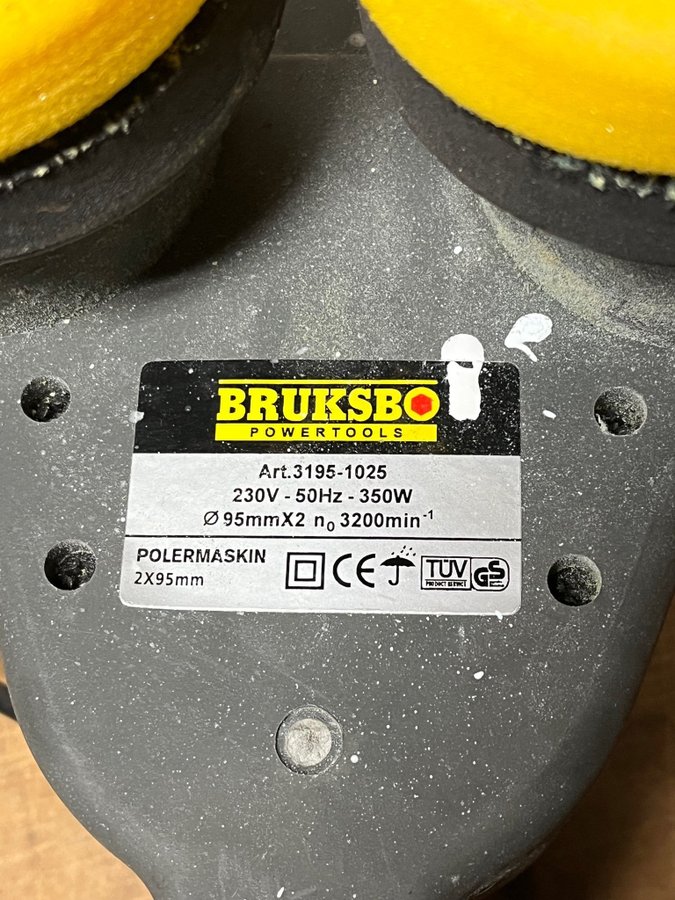 BRUKSBO
POWERTOOLS
Art.3195-1025
230V - 50Hz - 350W
Ø 95mmX2 n₀ 3200min⁻¹
POLERMASKIN
2X95mm
CE
TÜV
GS